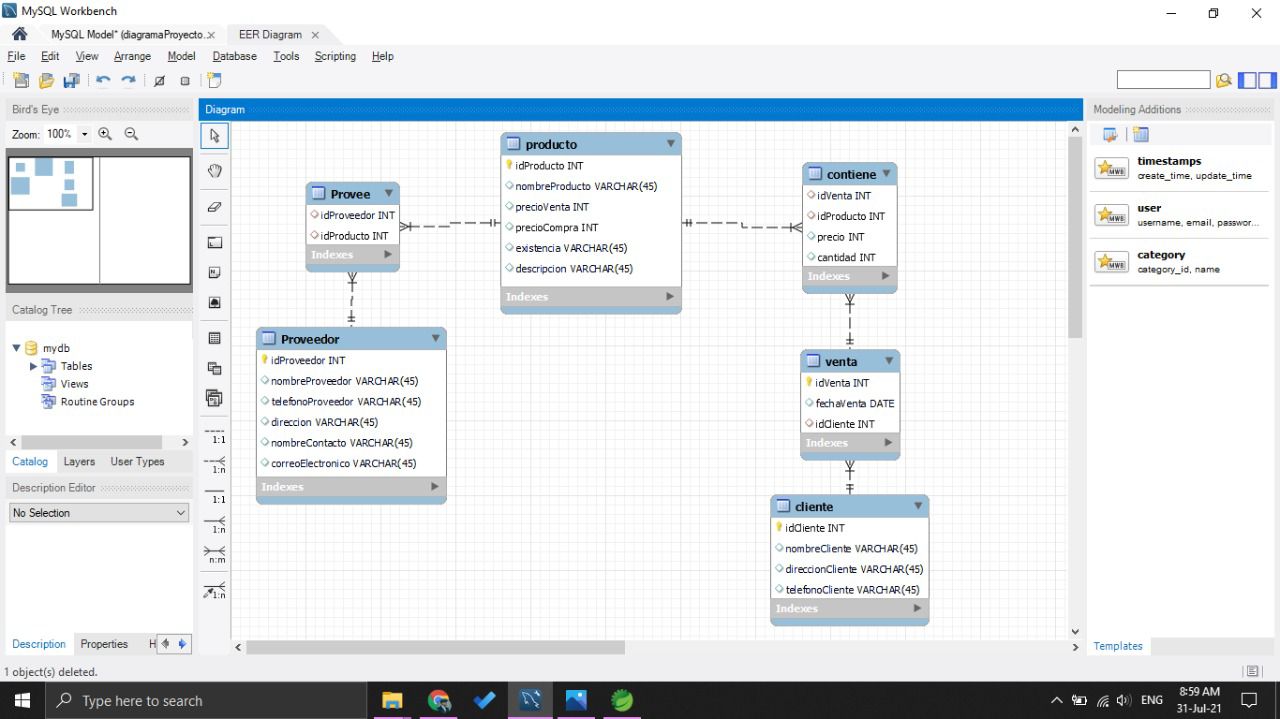 MySQL Workbench
MySQL Model* (diagramaProyecto... EER Diagram
File Edit View Arrange Model Database Tools Scripting Help
Bird's Eye
Zoom: 100%
Catalog Tree
mydb
Tables
Views
Routine Groups
Catalog Layers User Types
Description Editor
No Selection
Description Properties H
1 object(s) deleted.
Diagram
1:1
1:n
1:1
1:n
n:m
1:n
Provee
idProveedor INT
idProducto INT
Indexes
producto
idProducto INT
nombreProducto VARCHAR(45)
precioVenta INT
precioCompra INT
existencia VARCHAR(45)
descripcion VARCHAR(45)
Indexes
contiene
idVenta INT
idProducto INT
precio INT
cantidad INT
Indexes
Proveedor
idProveedor INT
nombreProveedor VARCHAR(45)
telefonoProveedor VARCHAR(45)
direccion VARCHAR(45)
nombreContacto VARCHAR(45)
correoElectronico VARCHAR(45)
Indexes
venta
idVenta INT
fechaVenta DATE
idCliente INT
Indexes
cliente
idCliente INT
nombreCliente VARCHAR(45)
direccionCliente VARCHAR(45)
telefonoCliente VARCHAR(45)
Indexes
Modeling Additions
MWB
timestamps
create_time, update_time
MWB
user
username, email, passwor...
MWB
category
category_id, name
Templates
Type here to search
ENG
8:59 AM
31-Jul-21